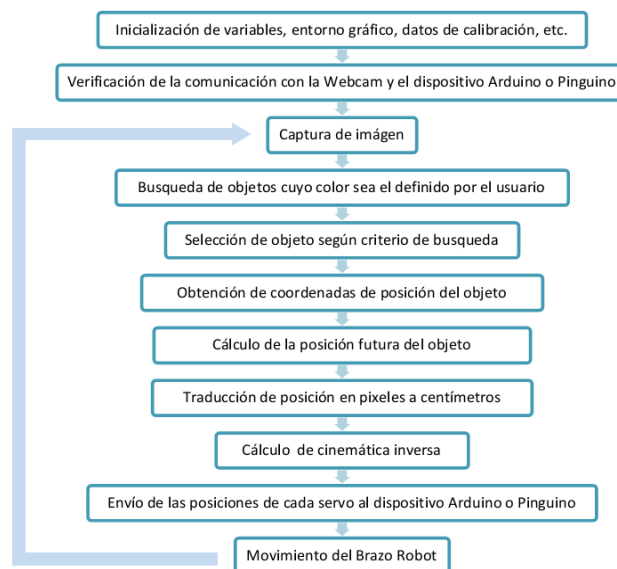 Inicialización de variables, entorno gráfico, datos de calibración, etc.
Verificación de la comunicación con la Webcam y el dispositivo Arduino o Pinguino
Captura de imágen
Busqueda de objetos cuyo color sea el definido por el usuario
Selección de objeto según criterio de busqueda
Obtención de coordenadas de posición del objeto
Cálculo de la posición futura del objeto
Traducción de posición en pixeles a centímetros
Cálculo de cinemática inversa
Envío de las posiciones de cada servo al dispositivo Arduino o Pinguino
Movimiento del Brazo Robot